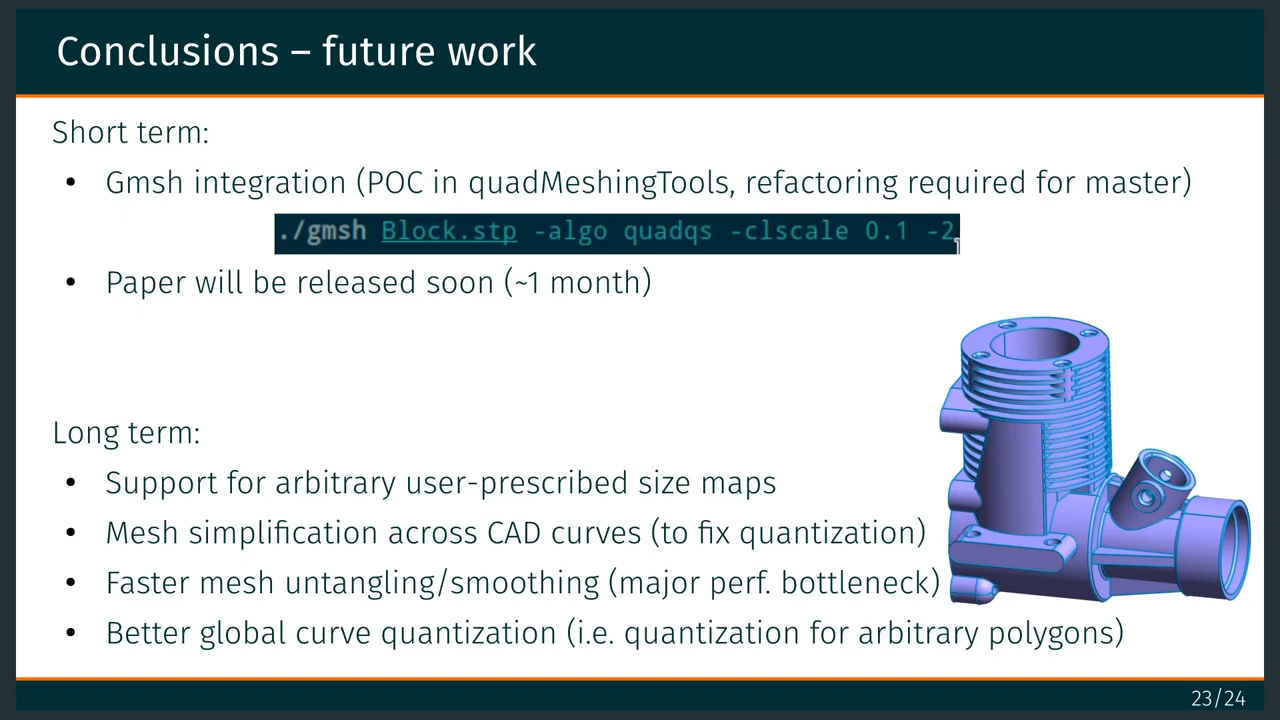 Conclusions – future work
Short term:
• Gmsh integration (POC in quadMeshingTools, refactoring required for master)
./gmsh Block.stp -algo quadqs -clscale 0.1 -2
• Paper will be released soon (~1 month)
Long term:
• Support for arbitrary user-prescribed size maps
• Mesh simplification across CAD curves (to fix quantization)
• Faster mesh untangling/smoothing (major perf. bottleneck)
• Better global curve quantization (i.e. quantization for arbitrary polygons)
23/24